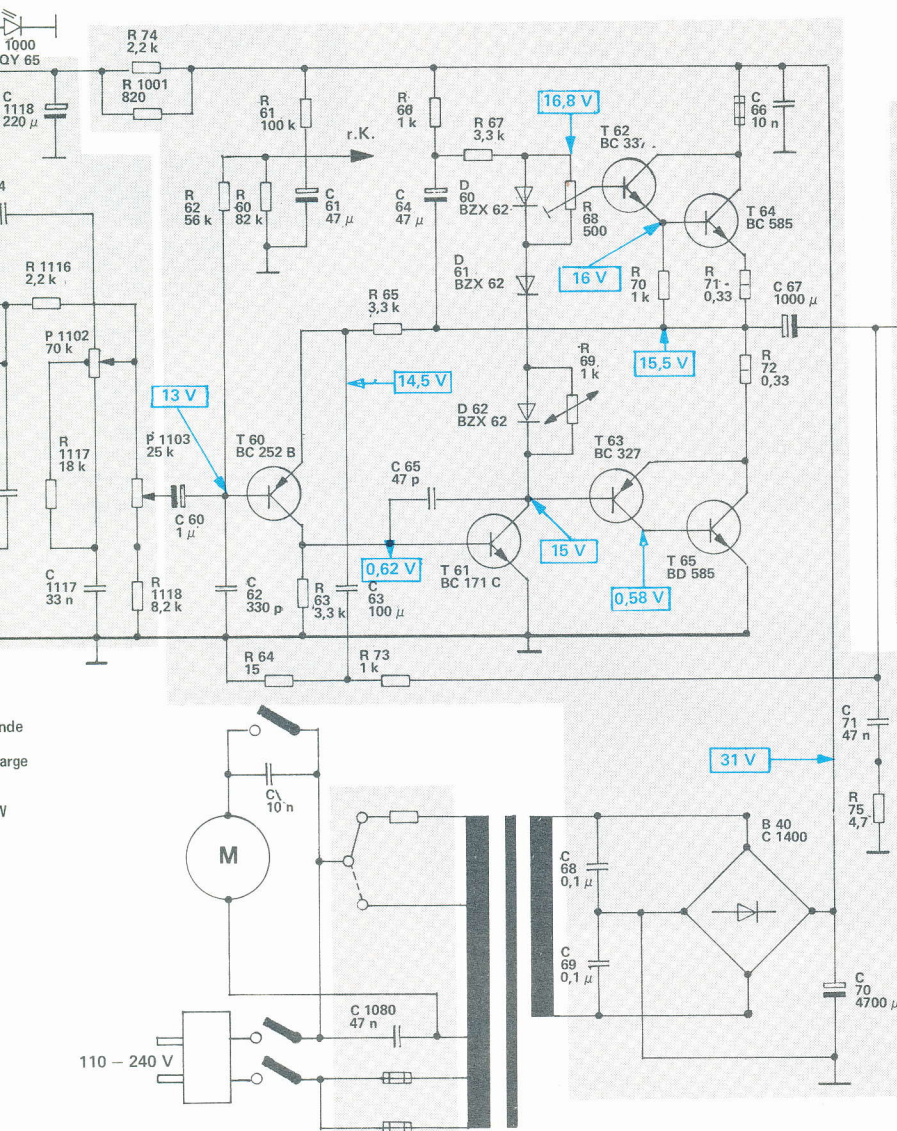 1000
QY 65
R 74
2,2 k
R 1001
820
C
1118
220 µ
R
61
100 k
R
66
1 k
R 67
3,3 k
16,8 V
T 62
C
66
10 n
r.K.
R
62
56 k
R
60
82 k
C
61
47 µ
C
64
47 µ
D
60
BZX 62
R
68
500
T 64
BC 585
4
R 1116
2,2 k
D
61
BZX 62
16 V
R
70
1 k
R
71
0,33
C 67
1000 µ
R 65
3,3 k
P 1102
70 k
14,5 V
R
69
1 k
15,5 V
R
72
0,33
13 V
D 62
BZX 62
R
1117
18 k
P 1103
25 k
T 60
BC 252 B
T 63
BC 327
C 65
47 p
C 60
1 µ
0,62 V
T 61
BC 171 C
15 V
T 65
BD 585
C
1117
33 n
R
1118
8,2 k
C
62
330 p
R
63
3,3 k
C
63
100 µ
0,58 V
R 64
15
R 73
1 k
nde
arge
W
C
10 n
C
71
47 n
31 V
R
75
4,7
M
B 40
C 1400
C
68
0,1 µ
C
69
0,1 µ
C
70
4700 µ
C 1080
47 n
110 – 240 V